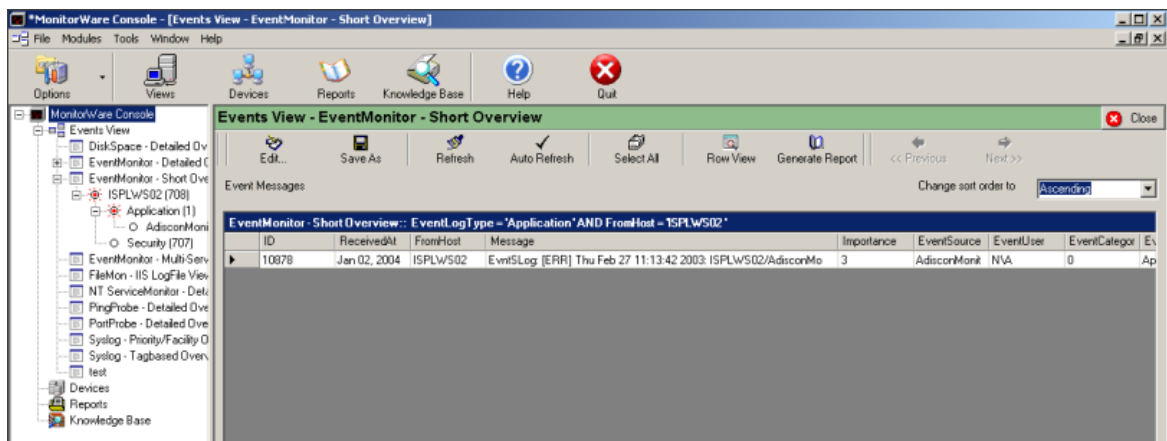 *MonitorWare Console - [Events View - EventMonitor - Short Overview]
File Modules Tools Window Help
Options Views Devices Reports Knowledge Base Help Quit
MonitorWare Console
Events View
DiskSpace - Detailed Ov
EventMonitor - Detailed (
EventMonitor - Short Ove
ISPLWS02 (708)
Application (1)
AdisconMoni
Security (707)
EventMonitor - Multi-Serv
FileMon - IIS LogFile View
NT ServiceMonitor - Deta
PingProbe - Detailed Ove
PortProbe - Detailed Ove
Syslog - Priority/Facility O
Syslog - Tagbased Overv
test
Devices
Reports
Knowledge Base
Events View - EventMonitor - Short Overview Close
Edit... Save As Refresh Auto Refresh Select All Row View Generate Report << Previous Next >>
Event Messages Change sort order to Ascending
EventMonitor - Short Overview:: EventLogType = 'Application' AND FromHost = 'ISPLWS02'
ID ReceivedAt FromHost Message Importance EventSource EventUser EventCategor Ev
10878 Jan 02, 2004 ISPLWS02 EvntSLog: [ERR] Thu Feb 27 11:13:42 2003: ISPLWS02/AdisconMo 3 AdisconMonit N\A 0 Ap